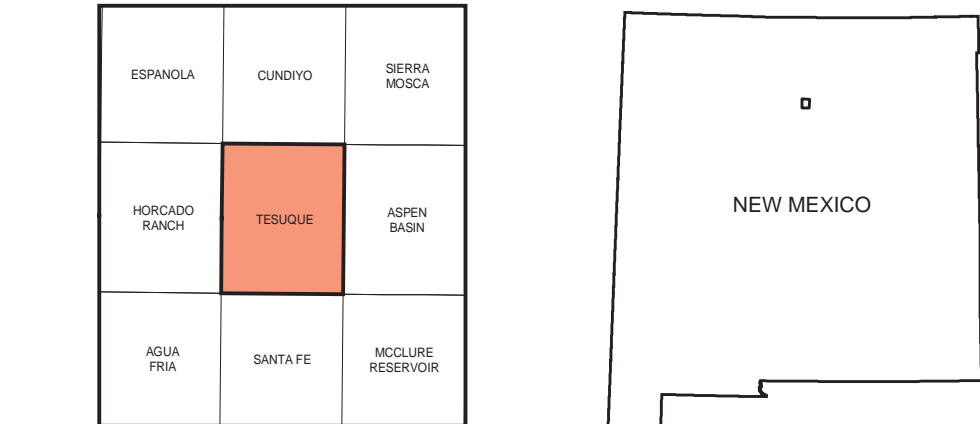 ESPANOLA
CUNDIYO
SIERRA
MOSCA
HORCADO
RANCH
TESUQUE
ASPEN
BASIN
AGUA
FRIA
SANTA FE
MCCLURE
RESERVOIR
NEW MEXICO